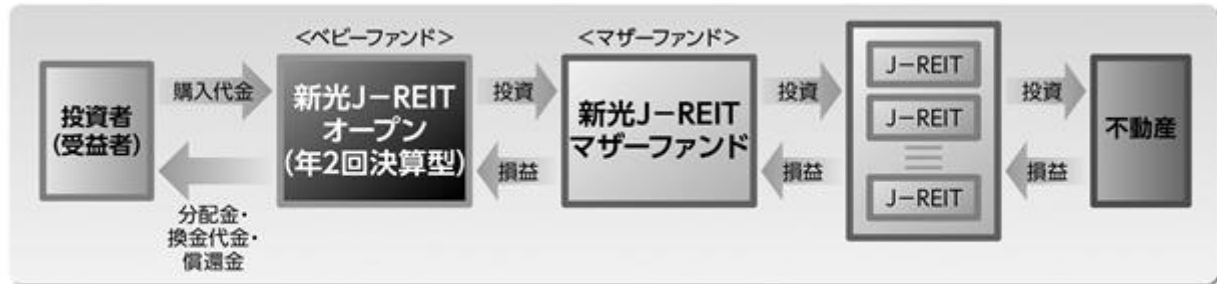 <ベビーファンド>
<マザーファンド>
投資者
(受益者)
購入代金
分配金・
換金代金・
償還金
新光J−REIT
オープン
(年2回決算型)
投資
損益
新光J−REIT
マザーファンド
投資
損益
J−REIT
J−REIT
J−REIT
投資
損益
不動産